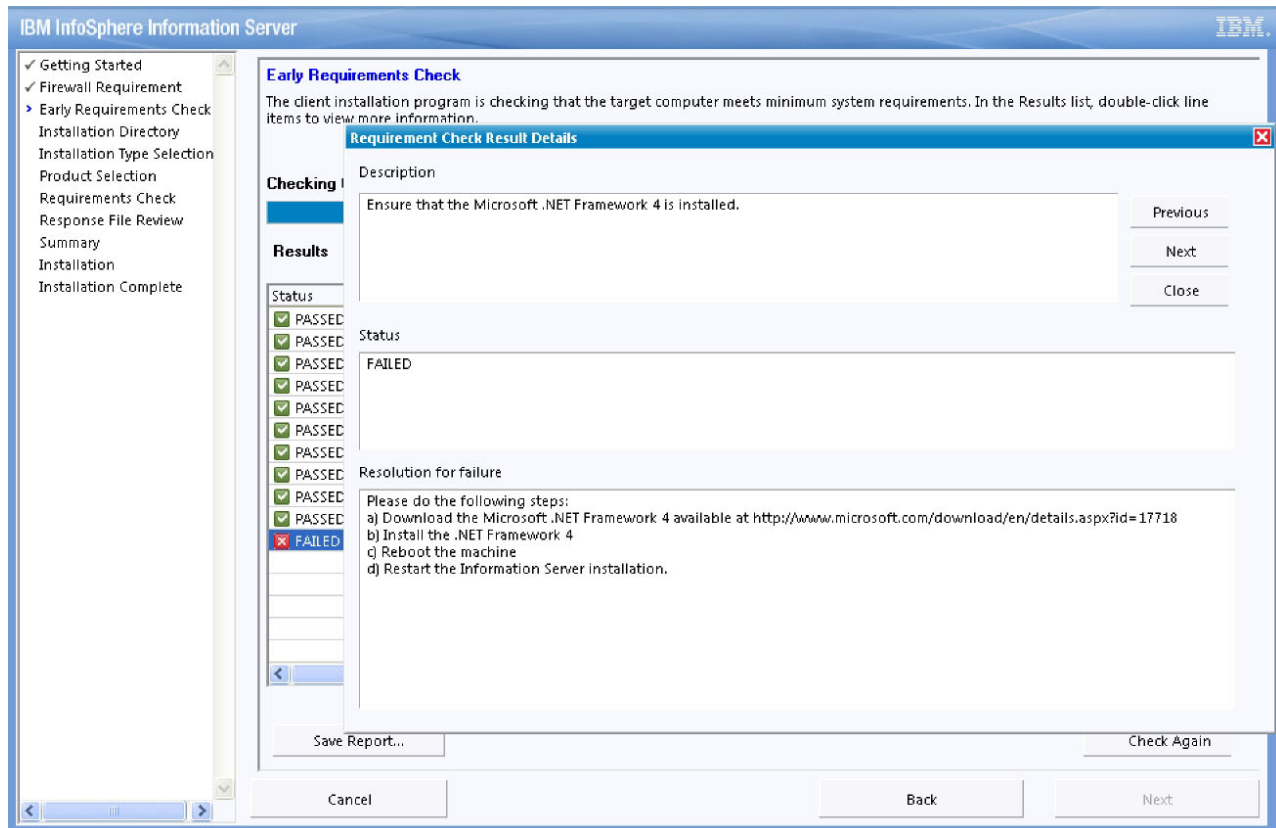 IBM InfoSphere Information Server
IBM.
Getting Started
Firewall Requirement
Early Requirements Check
Installation Directory
Installation Type Selection
Product Selection
Requirements Check
Response File Review
Summary
Installation
Installation Complete
Early Requirements Check
The client installation program is checking that the target computer meets minimum system requirements. In the Results list, double-click line
items to view more information.
Checking
Results
Status
PASSED
PASSED
PASSED
PASSED
PASSED
PASSED
PASSED
PASSED
PASSED
PASSED
FAILED
Requirement Check Result Details
Description
Ensure that the Microsoft .NET Framework 4 is installed.
Previous
Next
Close
Status
FAILED
Resolution for failure
Please do the following steps:
a) Download the Microsoft .NET Framework 4 available at http://www.microsoft.com/download/en/details.aspx?id=17718
b) Install the .NET Framework 4
c) Reboot the machine
d) Restart the Information Server installation.
Save Report...
Check Again
Cancel
Back
Next